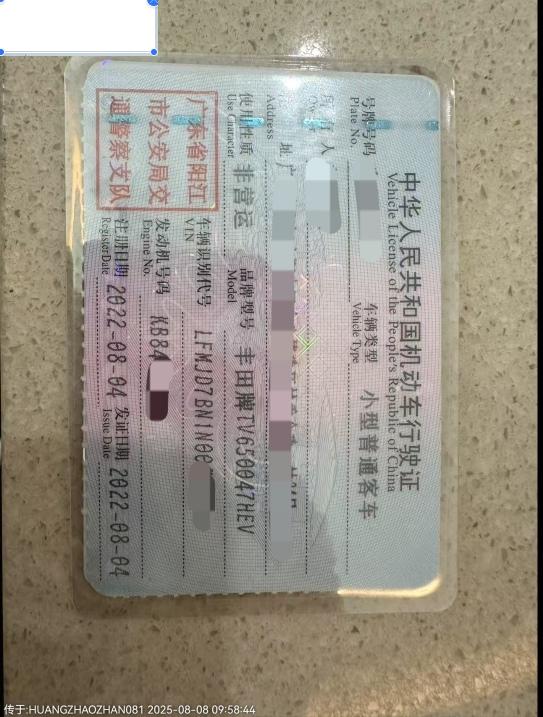 中华人民共和国机动车行驶证
Vehicle License of the People's Republic of China
号牌号码
Plate No.
车辆类型
Vehicle Type
小型普通客车
人
Address
址
使用性质
Use Character
非营运
品牌型号
Model
丰田牌TV650047HEV
广东省阳江
市公安局交
通警察支队
车辆识别代号
VIN
LFMJD7BN1N00
发动机号码
Engine No.
KB84
注册日期
Register Date
2022-08-04
发证日期
Issue Date
2022-08-04
传于:HUANGZHAOZHAN081 2025-08-08 09:58:44